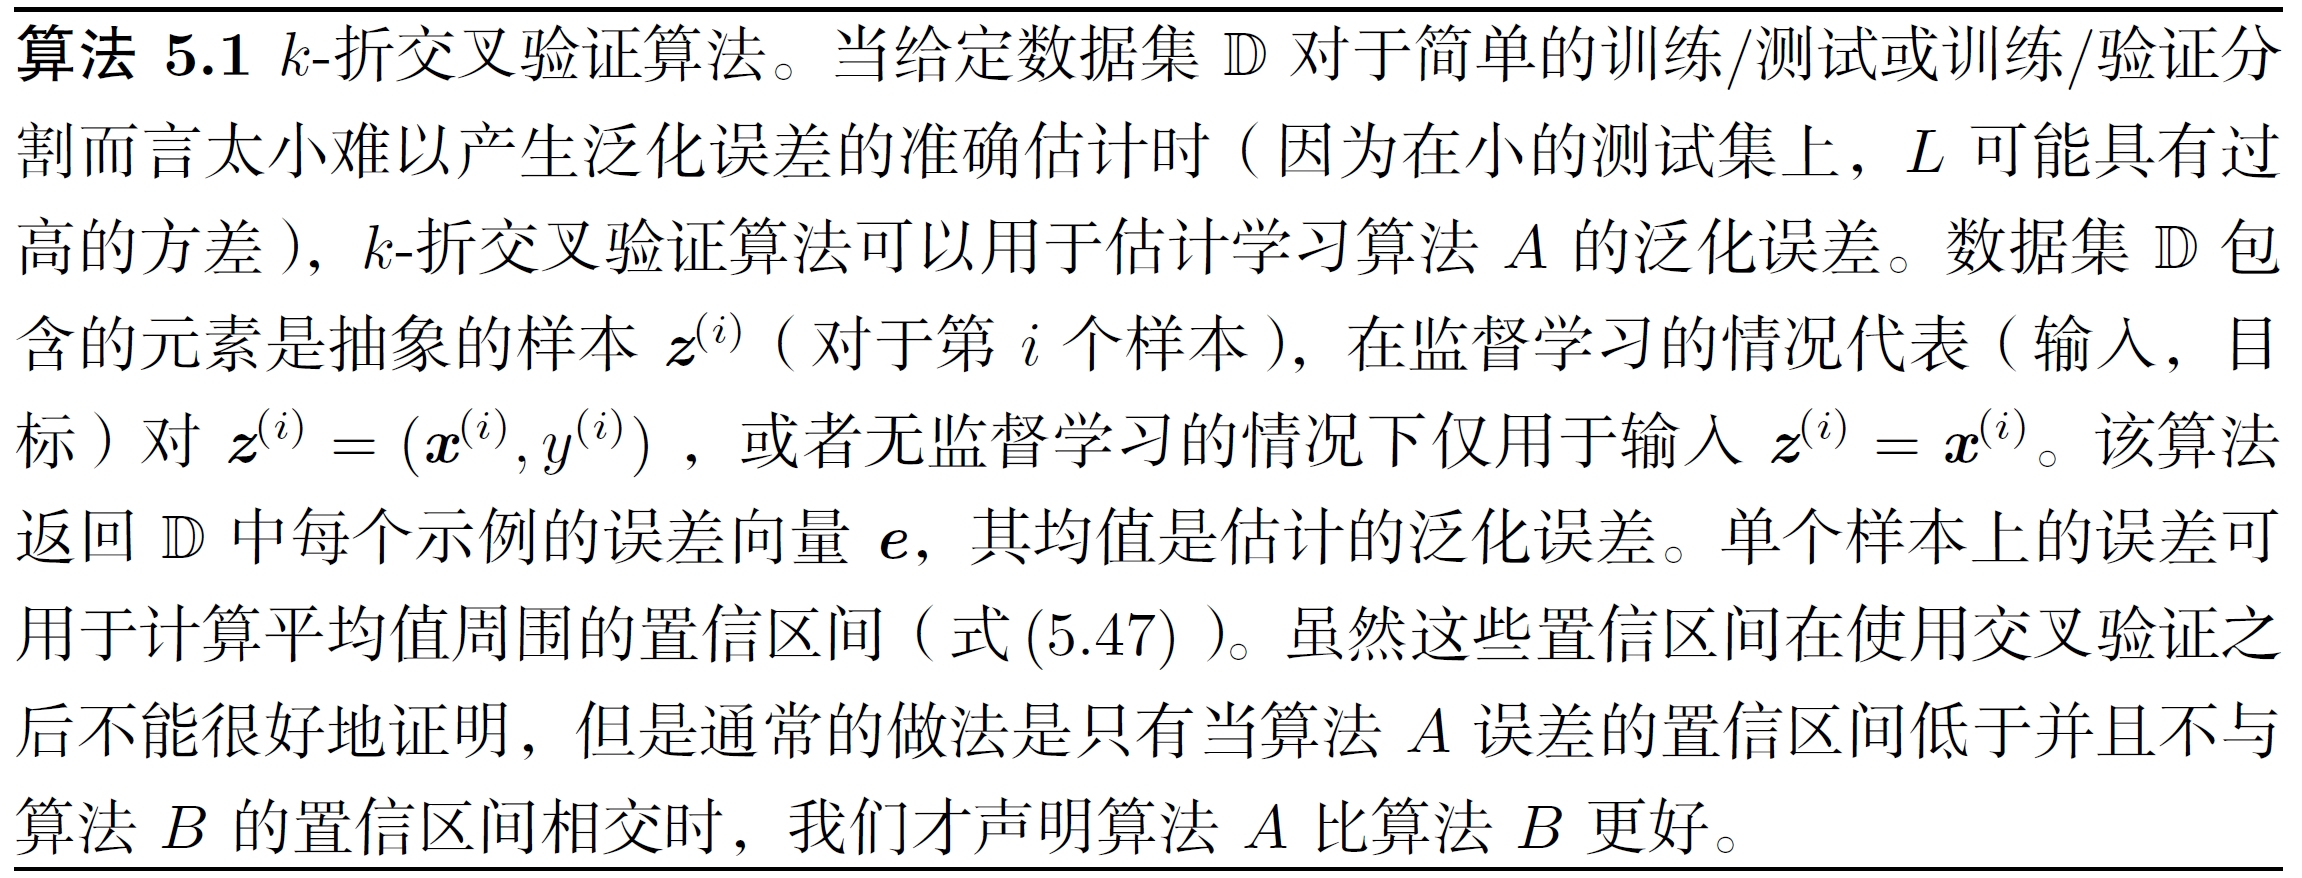 算法 5.1 k-折交叉验证算法。当给定数据集 𝔻 对于简单的训练/测试或训练/验证分
割而言太小难以产生泛化误差的准确估计时（因为在小的测试集上，L 可能具有过
高的方差），k-折交叉验证算法可以用于估计学习算法 A 的泛化误差。数据集 𝔻 包
含的元素是抽象的样本 z^(i)（对于第 i 个样本），在监督学习的情况代表（输入，目
标）对 z^(i) = (x^(i), y^(i)) ，或者无监督学习的情况下仅用于输入 z^(i) = x^(i)。该算法
返回 𝔻 中每个示例的误差向量 e，其均值是估计的泛化误差。单个样本上的误差可
用于计算平均值周围的置信区间（式(5.47)）。虽然这些置信区间在使用交叉验证之
后不能很好地证明，但是通常的做法是只有当算法 A 误差的置信区间低于并且不与
算法 B 的置信区间相交时，我们才声明算法 A 比算法 B 更好。